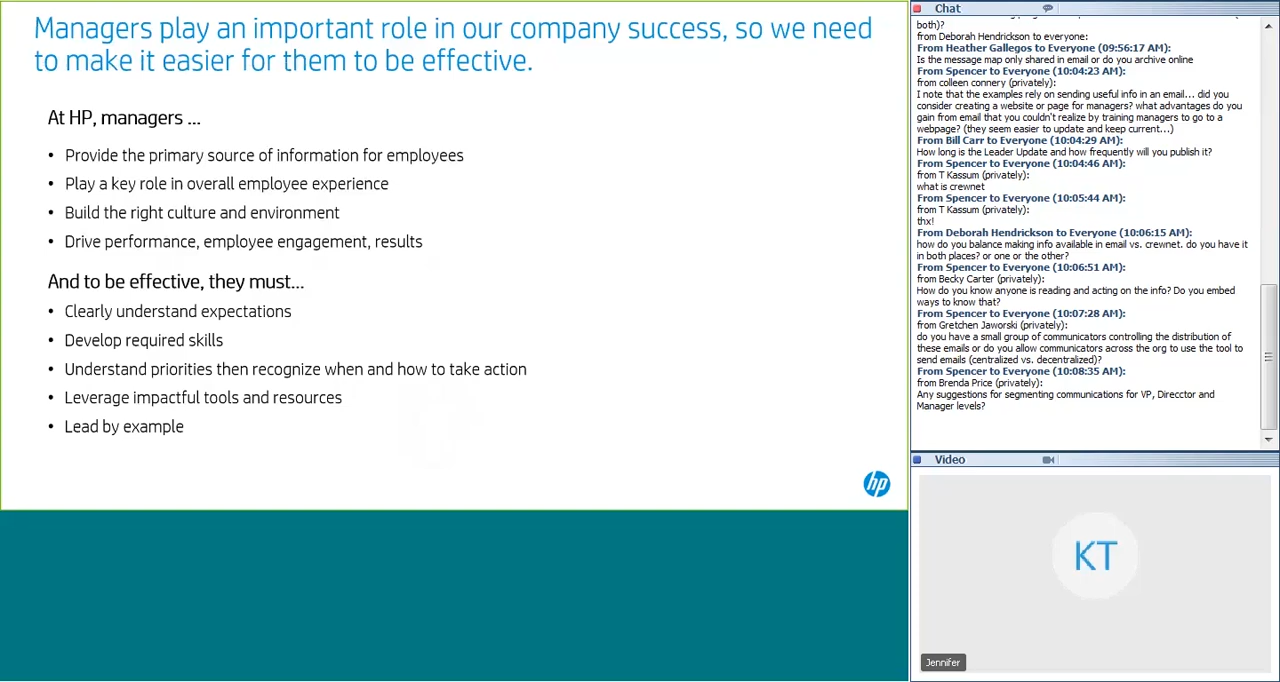 Managers play an important role in our company success, so we need
to make it easier for them to be effective.
At HP, managers ...
• Provide the primary source of information for employees
• Play a key role in overall employee experience
• Build the right culture and environment
• Drive performance, employee engagement, results
And to be effective, they must...
• Clearly understand expectations
• Develop required skills
• Understand priorities then recognize when and how to take action
• Leverage impactful tools and resources
• Lead by example
hp
Chat
both)?
from Deborah Hendrickson to everyone:
From Heather Gallegos to Everyone (09:56:17 AM):
Is the message map only shared in email or do you archive online
From Spencer to Everyone (10:04:23 AM):
from colleen connery (privately):
I note that the examples rely on sending useful info in an email... did you
consider creating a website or page for managers? what advantages do you
gain from email that you couldn't realize by training managers to go to a
webpage? (they seem easier to update and keep current...)
From Bill Carr to Everyone (10:04:29 AM):
How long is the Leader Update and how frequently will you publish it?
From Spencer to Everyone (10:04:46 AM):
from T Kassum (privately):
what is crewnet
From Spencer to Everyone (10:05:44 AM):
from T Kassum (privately):
thx!
From Deborah Hendrickson to Everyone (10:06:15 AM):
how do you balance making info available in email vs. crewnet. do you have it
in both places? or one or the other?
From Spencer to Everyone (10:06:51 AM):
from Becky Carter (privately):
How do you know anyone is reading and acting on the info? Do you embed
ways to know that?
From Spencer to Everyone (10:07:28 AM):
from Gretchen Jaworski (privately):
do you have a small group of communicators controlling the distribution of
these emails or do you allow communicators across the org to use the tool to
send emails (centralized vs. decentralized)?
From Spencer to Everyone (10:08:35 AM):
from Brenda Price (privately):
Any suggestions for segmenting communications for VP, Direcctor and
Manager levels?
Video
KT
Jennifer